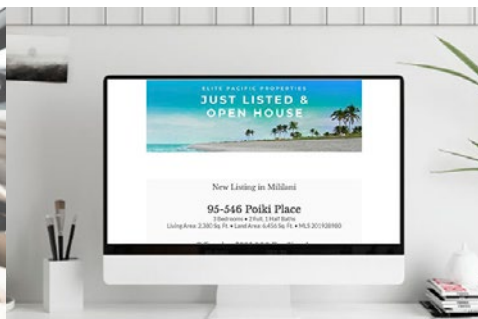 ELITE PACIFIC PROPERTIES
JUST LISTED &
OPEN HOUSE
New Listing in Mililani
95-546 Poiki Place
3 Bedrooms • 2 Full, 1 Half Baths
Living Area: 2,300 Sq. Ft. • Land Area: 6,456 Sq. Ft. • MLS 201928980